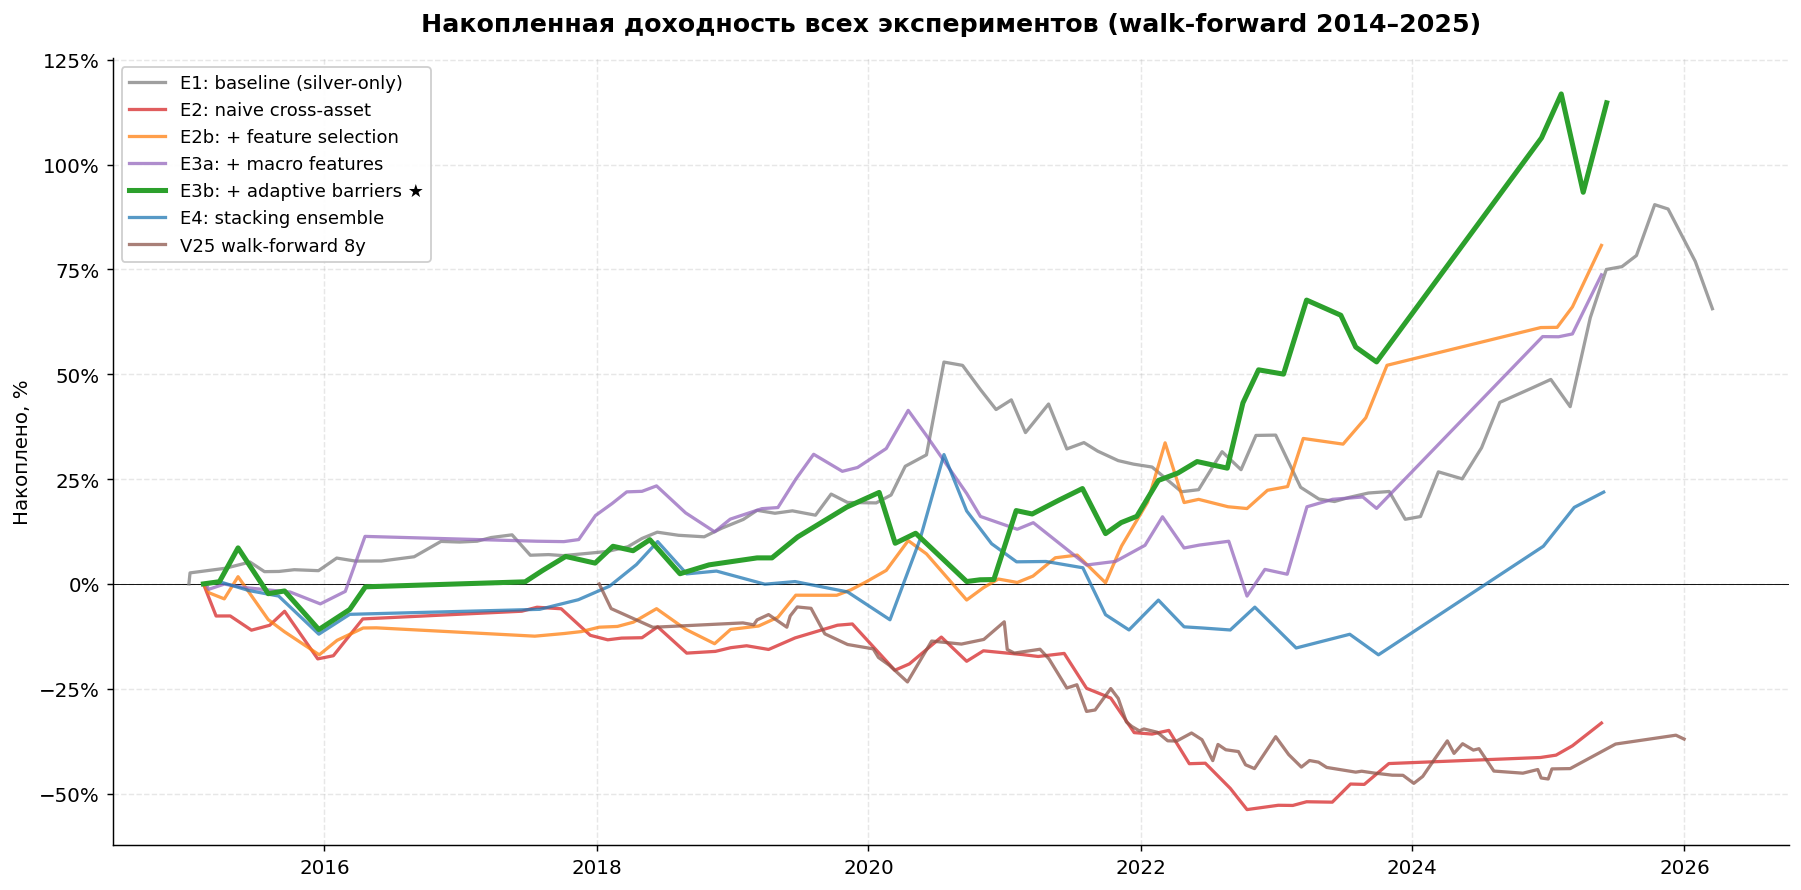 Накопленная доходность всех экспериментов (walk-forward 2014–2025)
Накоплено, %
125%
100%
75%
50%
25%
0%
−25%
−50%
E1: baseline (silver-only)
E2: naive cross-asset
E2b: + feature selection
E3a: + macro features
E3b: + adaptive barriers ★
E4: stacking ensemble
V25 walk-forward 8y
2016
2018
2020
2022
2024
2026